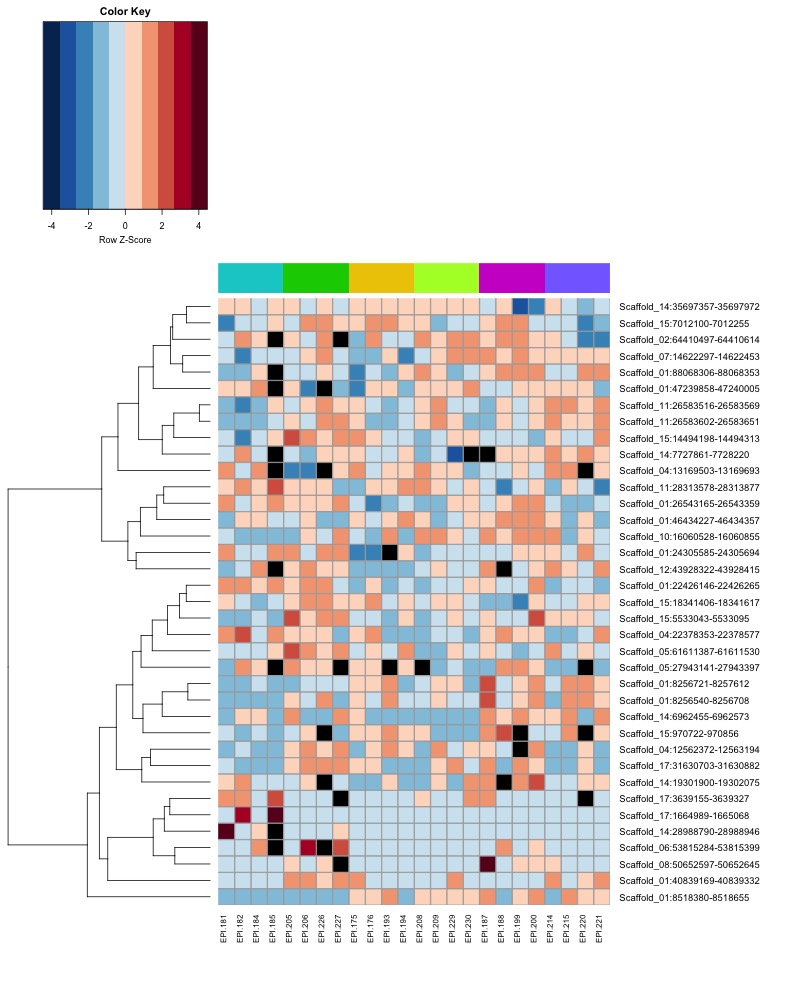 Color Key
-4 -2 0 2 4
Row Z-Score
Scaffold_14:35697357-35697972
Scaffold_15:7012100-7012255
Scaffold_02:64410497-64410614
Scaffold_07:14622297-14622453
Scaffold_01:88068306-88068353
Scaffold_01:47239858-47240005
Scaffold_11:26583516-26583569
Scaffold_11:26583602-26583651
Scaffold_15:14494198-14494313
Scaffold_14:7727861-7728220
Scaffold_04:13169503-13169693
Scaffold_11:28313578-28313877
Scaffold_01:26543165-26543359
Scaffold_01:46434227-46434357
Scaffold_10:16060528-16060855
Scaffold_01:24305585-24305694
Scaffold_12:43928322-43928415
Scaffold_01:22426146-22426265
Scaffold_15:18341406-18341617
Scaffold_15:5533043-5533095
Scaffold_04:22378353-22378577
Scaffold_05:61611387-61611530
Scaffold_05:27943141-27943397
Scaffold_01:8256721-8257612
Scaffold_01:8256540-8256708
Scaffold_14:6962455-6962573
Scaffold_15:970722-970856
Scaffold_04:12562372-12563194
Scaffold_17:31630703-31630882
Scaffold_14:19301900-19302075
Scaffold_17:3639155-3639327
Scaffold_17:1664989-1665068
Scaffold_14:28988790-28988946
Scaffold_06:53815284-53815399
Scaffold_08:50652597-50652645
Scaffold_01:40839169-40839332
Scaffold_01:8518380-8518655
EPI.181 EPI.182 EPI.184 EPI.185 EPI.205 EPI.206 EPI.226 EPI.227 EPI.175 EPI.176 EPI.193 EPI.194 EPI.208 EPI.209 EPI.229 EPI.230 EPI.187 EPI.188 EPI.199 EPI.200 EPI.214 EPI.215 EPI.220 EPI.221